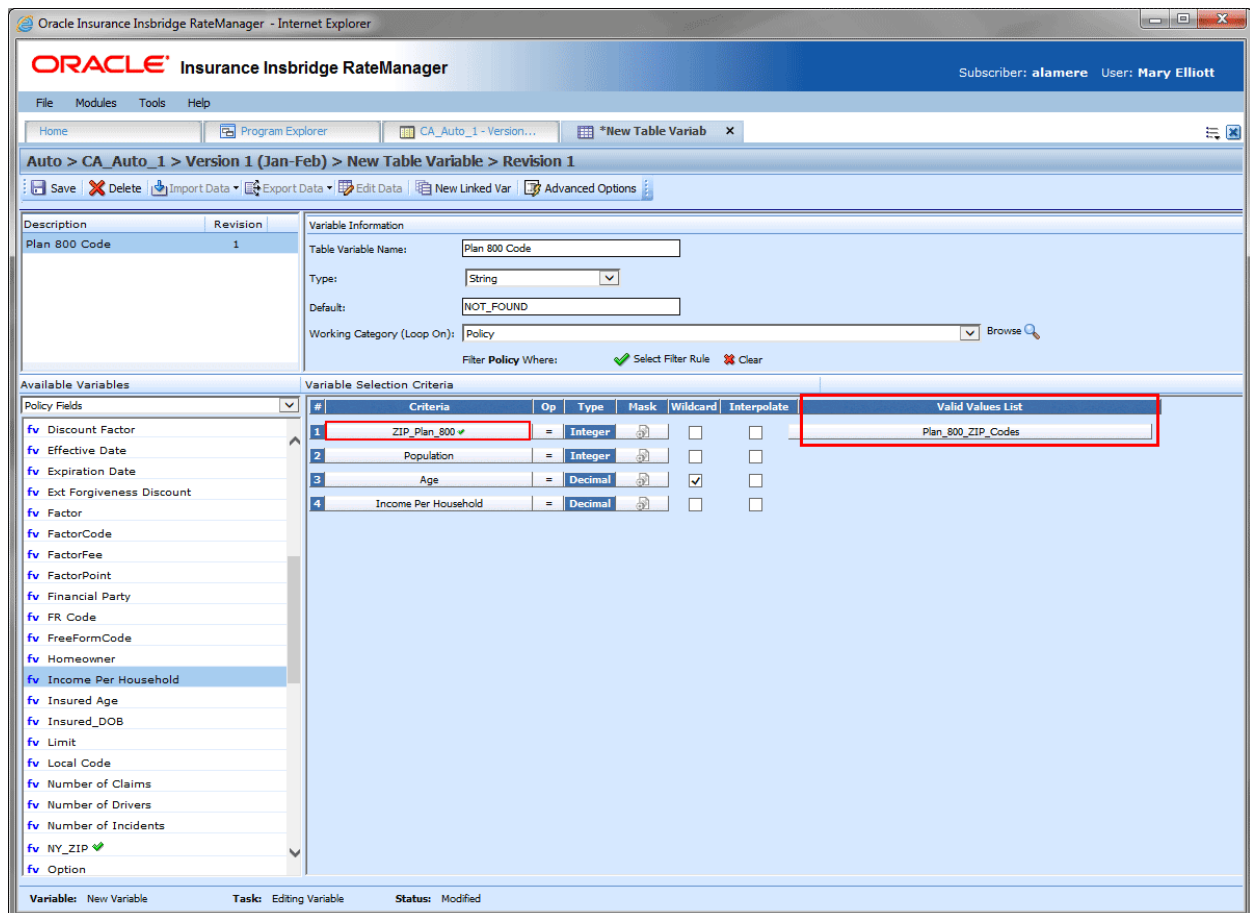 Oracle Insurance Insbridge RateManager - Internet Explorer
ORACLE Insurance Insbridge RateManager
Subscriber: alamere User: Mary Elliott
File Modules Tools Help
Home Program Explorer CA_Auto_1 - Version... *New Table Variab x
Auto > CA_Auto_1 > Version 1 (Jan-Feb) > New Table Variable > Revision 1
Save Delete Import Data Export Data Edit Data New Linked Var Advanced Options
Description Revision
Plan 800 Code 1
Variable Information
Table Variable Name: Plan 800 Code
Type: String
Default: NOT_FOUND
Working Category (Loop On): Policy Browse
Filter Policy Where: Select Filter Rule Clear
Available Variables
Policy Fields
fv Discount Factor
fv Effective Date
fv Expiration Date
fv Ext Forgiveness Discount
fv Factor
fv FactorCode
fv FactorFee
fv FactorPoint
fv Financial Party
fv FR Code
fv FreeFormCode
fv Homeowner
fv Income Per Household
fv Insured Age
fv Insured_DOB
fv Limit
fv Local Code
fv Number of Claims
fv Number of Drivers
fv Number of Incidents
fv NY_ZIP
fv Option
Variable Selection Criteria
# Criteria Op Type Mask Wildcard Interpolate Valid Values List
1 ZIP_Plan_800 = Integer Plan_800_ZIP_Codes
2 Population = Integer
3 Age = Decimal
4 Income Per Household = Decimal
Variable: New Variable Task: Editing Variable Status: Modified